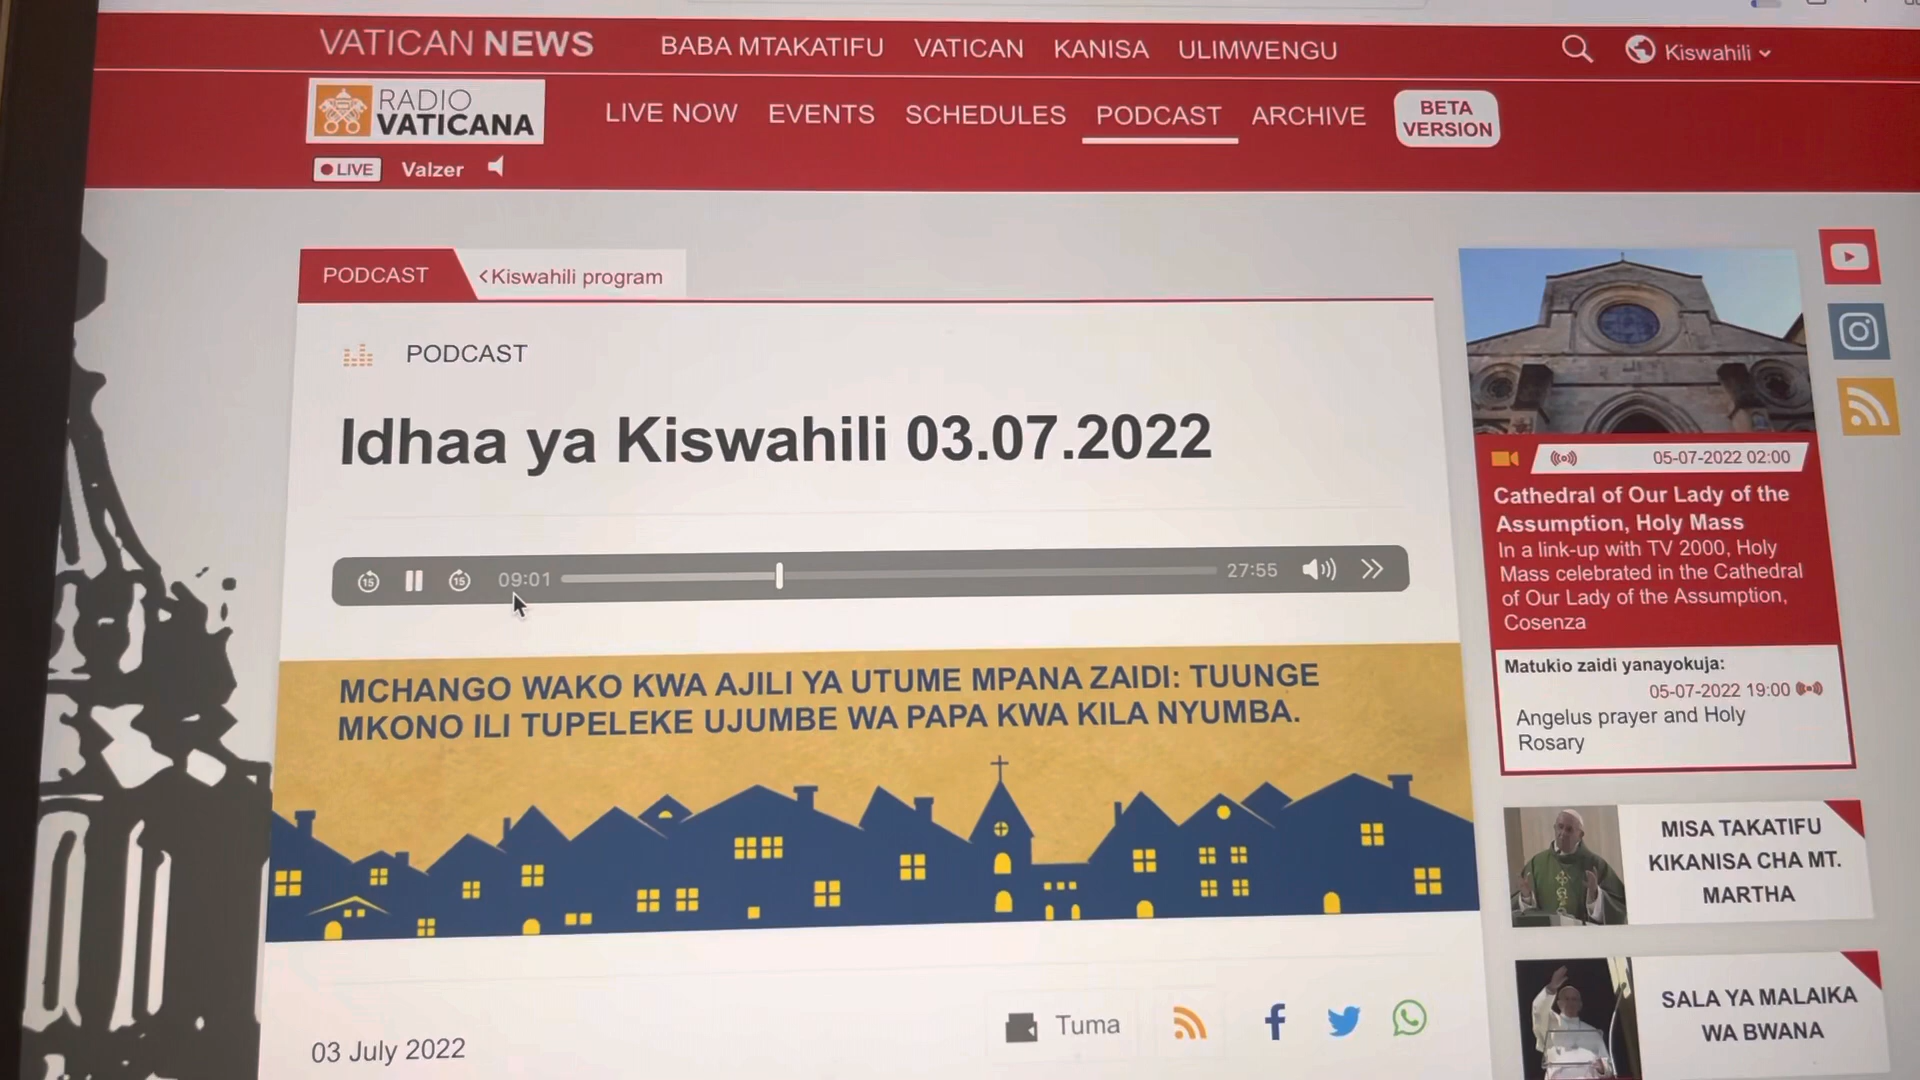 VATICAN NEWS BABA MTAKATIFU VATICAN KANISA ULIMWENGU Kiswahili
RADIO
VATICANA
LIVE NOW EVENTS SCHEDULES PODCAST ARCHIVE
BETA
VERSION
LIVE Valzer
PODCAST
Kiswahili program
PODCAST
Idhaa ya Kiswahili 03.07.2022
15 15 09:01 27:55
MCHANGO WAKO KWA AJILI YA UTUME MPANA ZAIDI: TUUNGE
MKONO ILI TUPELEKE UJUMBE WA PAPA KWA KILA NYUMBA.
Tuma
03 July 2022
05-07-2022 02:00
Cathedral of Our Lady of the
Assumption, Holy Mass
In a link-up with TV 2000, Holy
Mass celebrated in the Cathedral
of Our Lady of the Assumption,
Cosenza
Matukio zaidi yanayokuja:
05-07-2022 19:00
Angelus prayer and Holy
Rosary
MISA TAKATIFU
KIKANISA CHA MT.
MARTHA
SALA YA MALAIKA
WA BWANA